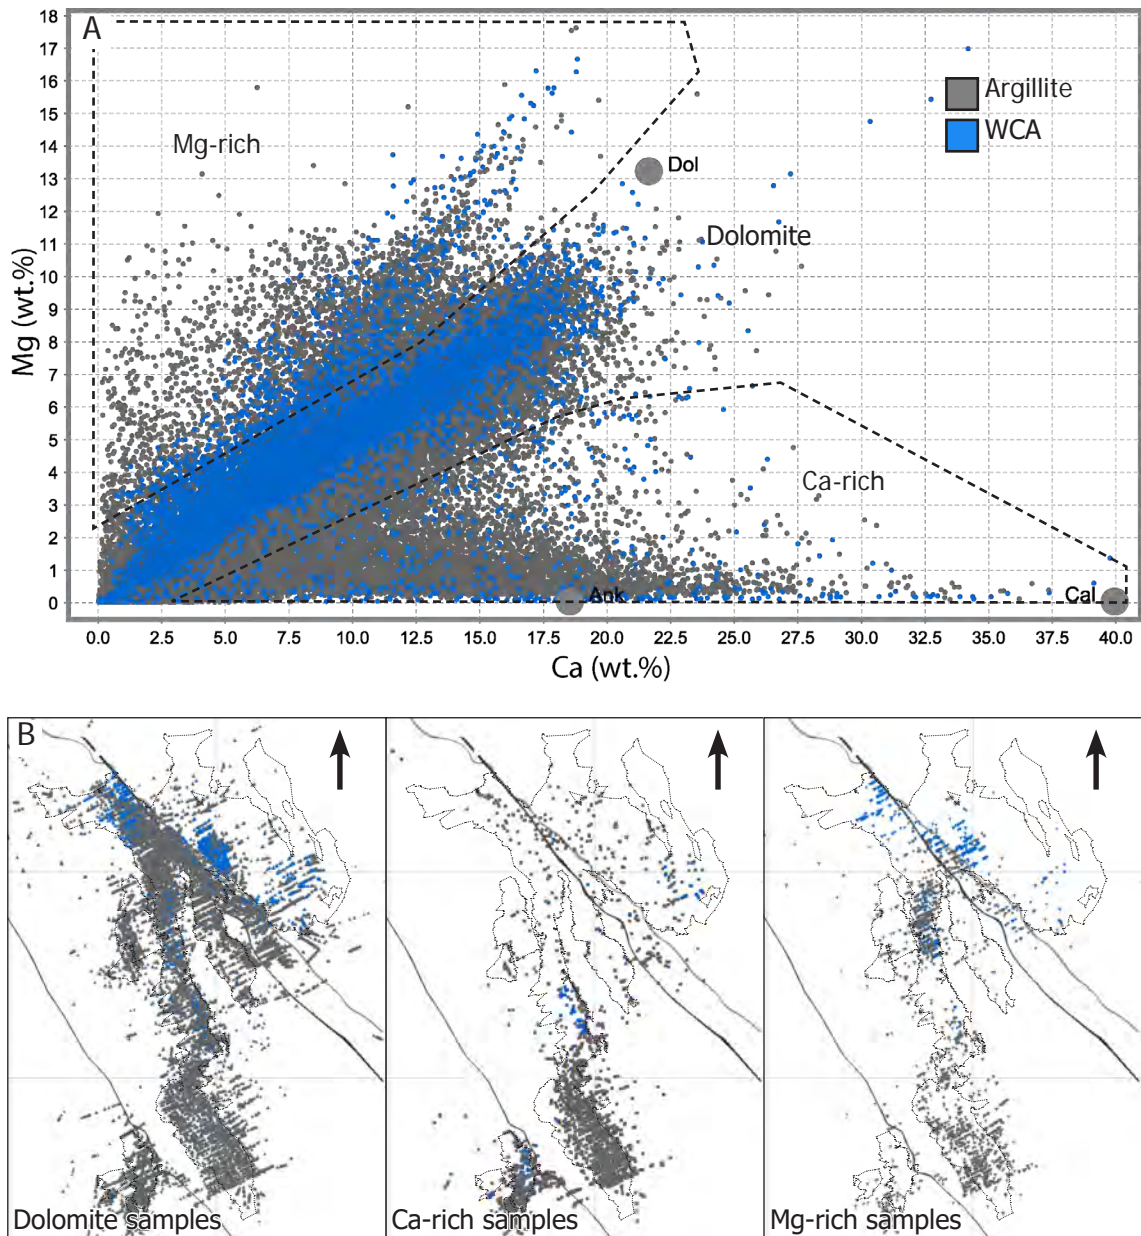 A
18
17
16
15
14
13
12
11
10
9
8
7
6
5
4
3
2
1
0
Mg (wt.%)
Mg-rich
Argillite
WCA
Dol
Dolomite
Ca-rich
Ank
Cal
0.0 2.5 5.0 7.5 10.0 12.5 15.0 17.5 20.0 22.5 25.0 27.5 30.0 32.5 35.0 37.5 40.0
Ca (wt.%)
B
Dolomite samples
Ca-rich samples
Mg-rich samples